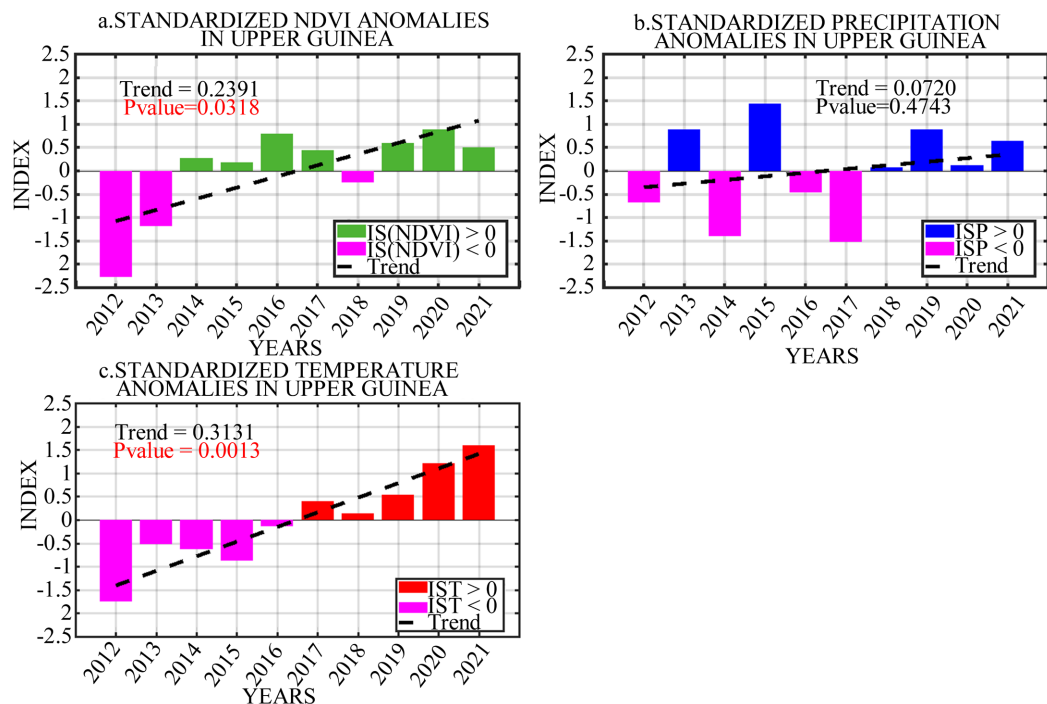 a.STANDARDIZED NDVI ANOMALIES
IN UPPER GUINEA
2.5
2
1.5
1
0.5
0
-0.5
-1
-1.5
2
-2.5
INDEX
Trend = 0.2391
Pvalue=0.0318
IS(NDVI) > 0
IS(NDVI) < 0
Trend
2012
2013
2014
2015
2016
2017
2018
2019
2020
2021
YEARS
b.STANDARDIZED PRECIPITATION
ANOMALIES IN UPPER GUINEA
2.5
2
1.5
1
0.5
0
-0.5
-1
-1.5
2
-2.5
INDEX
Trend = 0.0720
Pvalue=0.4743
ISP > 0
ISP < 0
Trend
2012
2013
2014
2015
2016
2017
2018
2019
2020
2021
YEARS
c.STANDARDIZED TEMPERATURE
ANOMALIES IN UPPER GUINEA
2.5
2
1.5
1
0.5
0
-0.5
-1
-1.5
2
-2.5
INDEX
Trend = 0.3131
Pvalue = 0.0013
IST > 0
IST < 0
Trend
2012
2013
2014
2015
2016
2017
2018
2019
2020
2021
YEARS